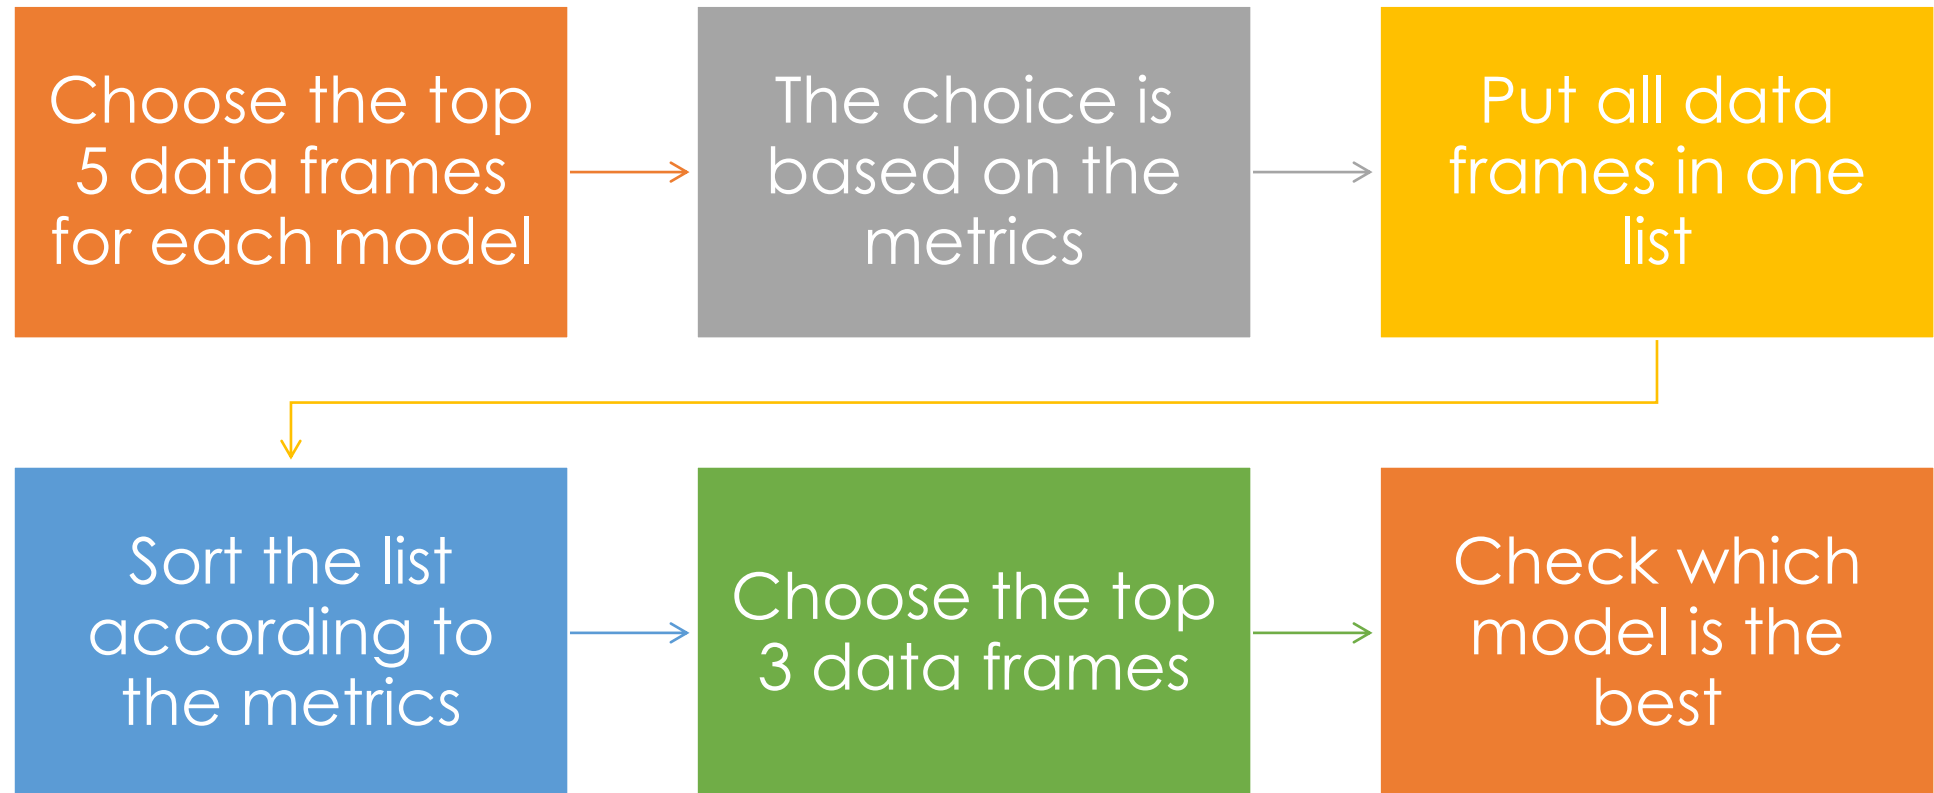 Choose the top
5 data frames
for each model
The choice is
based on the
metrics
Put all data
frames in one
list
Sort the list
according to
the metrics
Choose the top
3 data frames
Check which
model is the
best